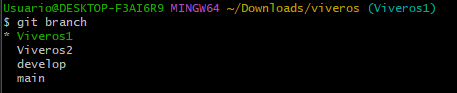 Usuario@DESKTOP-F3AI6R9 MINGW64 ~/Downloads/viveros (Viveros1)
$ git branch
* Viveros1
  Viveros2
  develop
  main